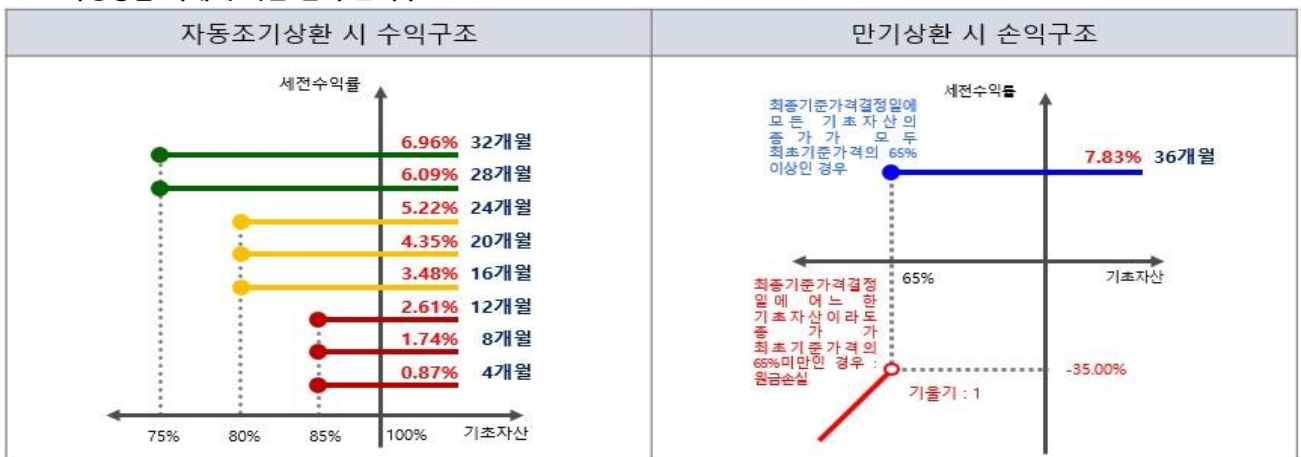 자동조기상환 시 수익구조
만기상환 시 손익구조
세전수익률
6.96% 32개월
6.09% 28개월
5.22% 24개월
4.35% 20개월
3.48% 16개월
2.61% 12개월
1.74% 8개월
0.87% 4개월
75% 80% 85% 100% 기초자산
세전수익률
최종기준가격결정일에
모든 기초자산의
종가가 모두
최초기준가격의 65%
이상인 경우
7.83% 36개월
65%
기초자산
최종기준가격결정
일에 어느 한
기초자산이라도
종가가
최초기준가격의
65%미만인 경우 :
원금손실
-35.00%
기울기 : 1